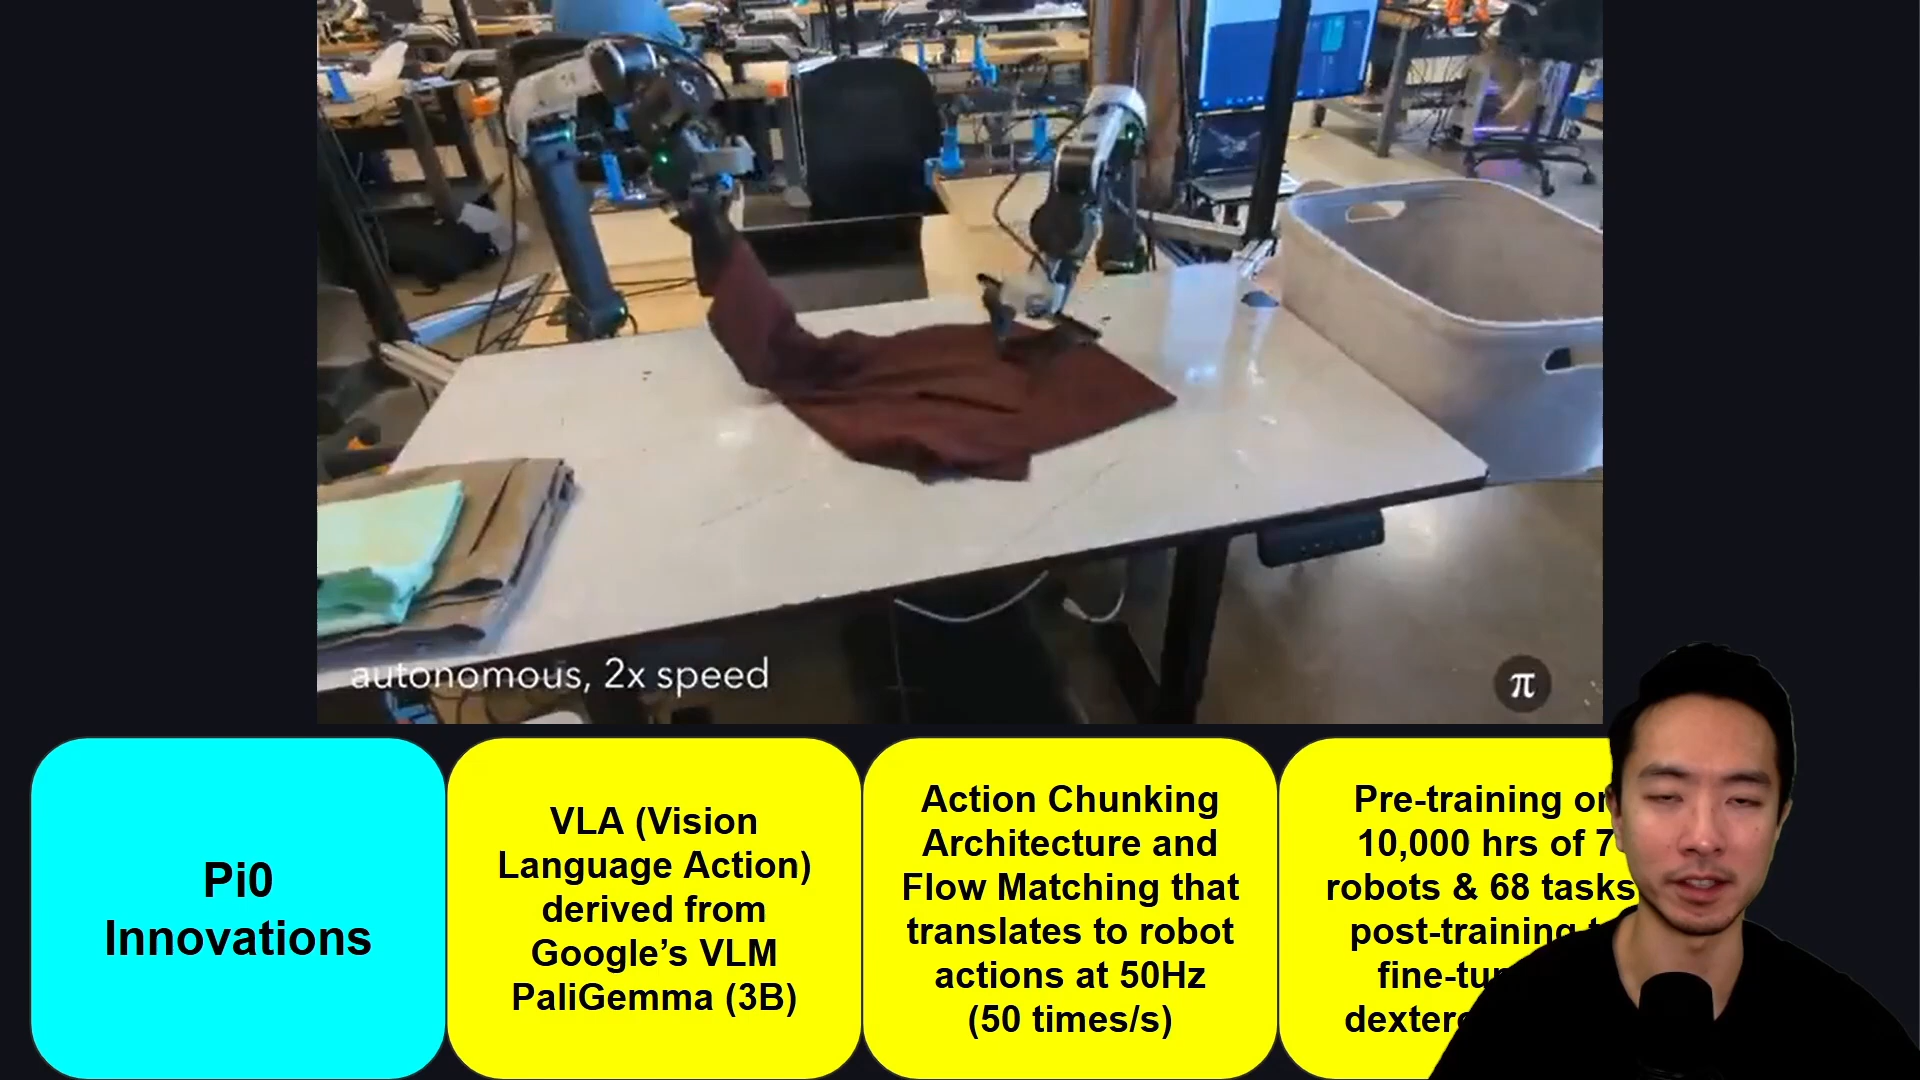 autonomous, 2x speed
π
Pi0
Innovations
VLA (Vision
Language Action)
derived from
Google’s VLM
PaliGemma (3B)
Action Chunking
Architecture and
Flow Matching that
translates to robot
actions at 50Hz
(50 times/s)
Pre-training on
10,000 hrs of 7
robots & 68 tasks
post-training